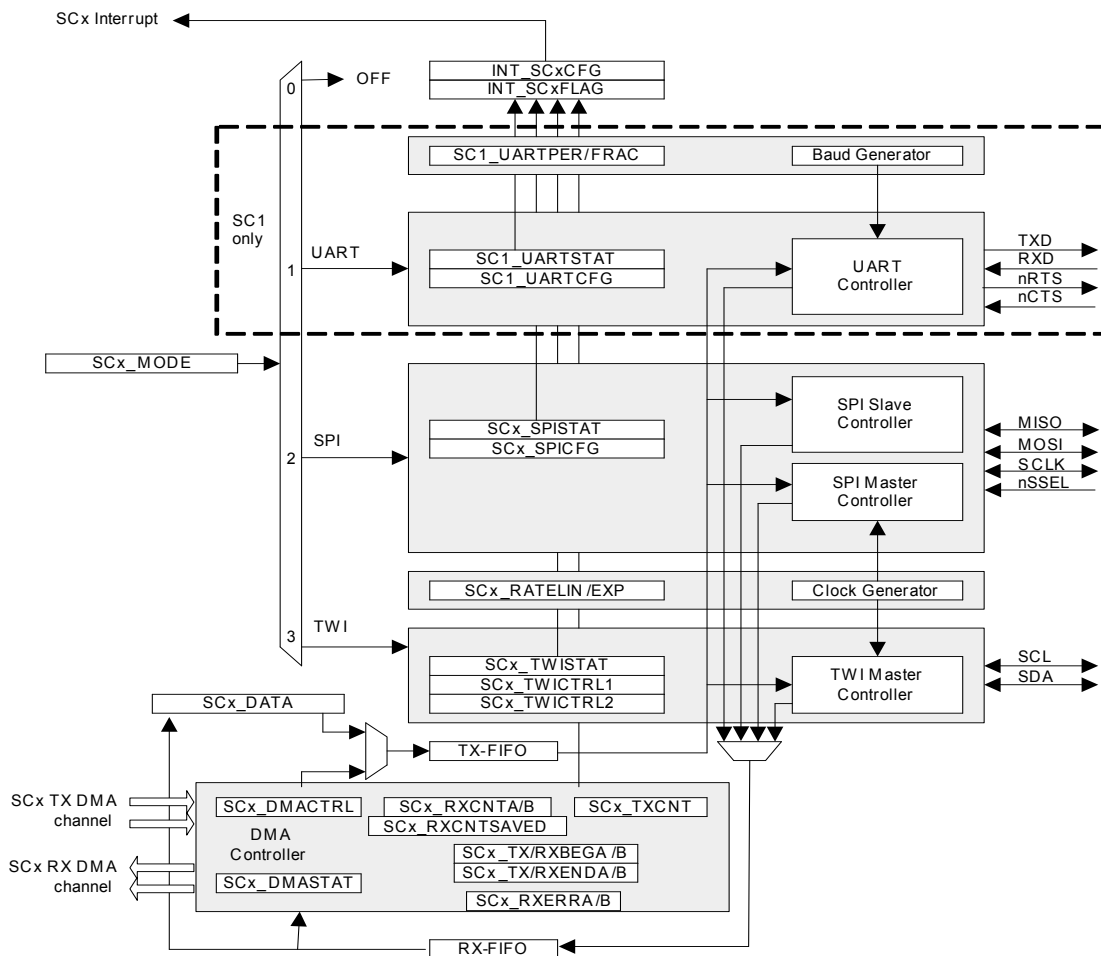 SCx Interrupt
INT_SCxCFG
INT_SCxFLAG
0
OFF
SC1_UARTPER/FRAC
Baud Generator
SC1
only
UART
1
SC1_UARTSTAT
SC1_UARTCFG
UART
Controller
TXD
RXD
nRTS
nCTS
SCx_MODE
SPI
2
SCx_SPISTAT
SCx_SPICFG
SPI Slave
Controller
SPI Master
Controller
MISO
MOSI
SCLK
nSSEL
SCx_RATELIN/EXP
Clock Generator
3
TWI
SCx_TWISTAT
SCx_TWICTRL1
SCx_TWICTRL2
TWI Master
Controller
SCL
SDA
SCx_DATA
TX-FIFO
SCx TX DMA
channel
SCx_DMACTRL
SCx_RXCNTA/B
SCx_TXCNT
SCx_RXCNTSAVED
DMA
Controller
SCx_TX/RXBEGA/B
SCx_TX/RXENDA/B
SCx RX DMA
channel
SCx_DMASTAT
SCx_RXERRA/B
RX-FIFO